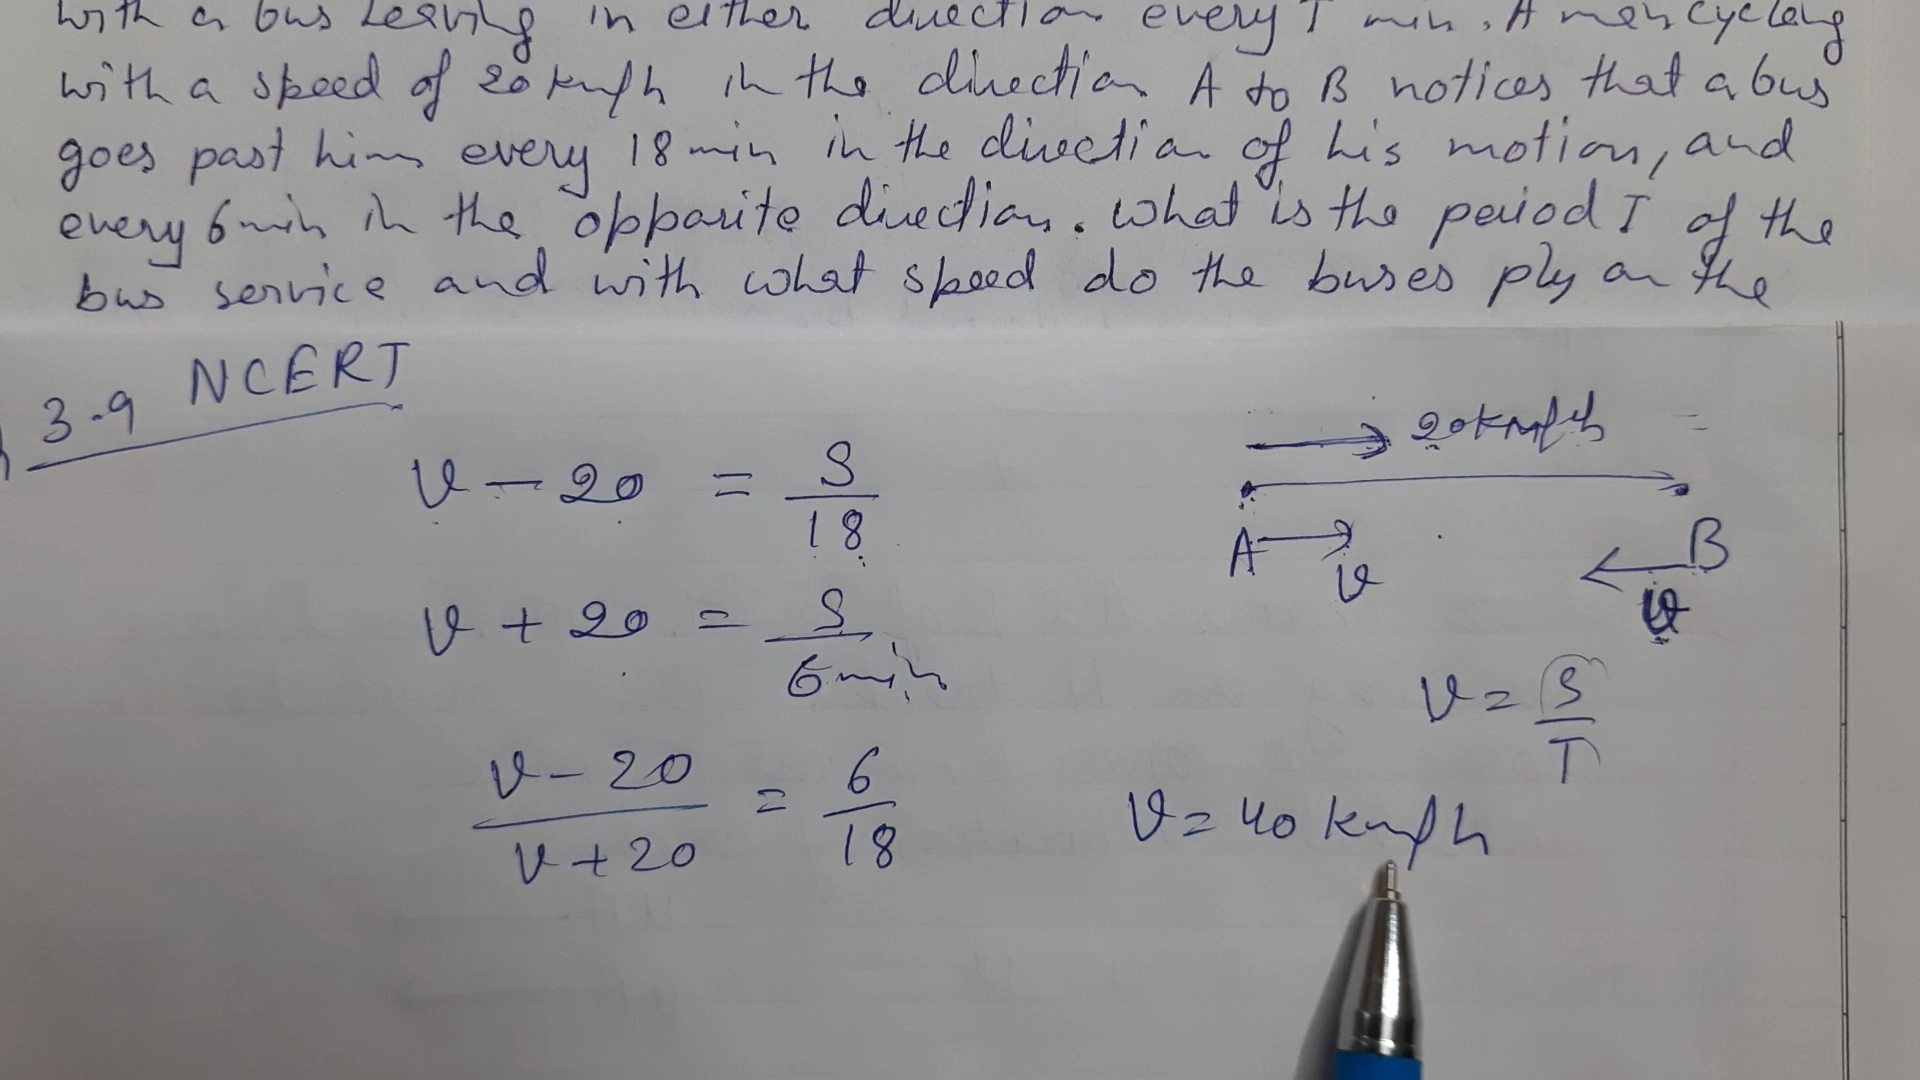 with a bus leaving in either direction every T min. A man cycling
with a speed of 20 km/h in the direction A to B notices that a bus
goes past him every 18 min in the direction of his motion, and
every 6 min in the opposite direction. What is the period T of the
bus service and with what speed do the buses ply on the
3.9 NCERT
20 km/h
v - 20 = S/18
A v
B v
v + 20 = S/6 min
v = S/T
v - 20 / v + 20 = 6/18
v = 40 km/h